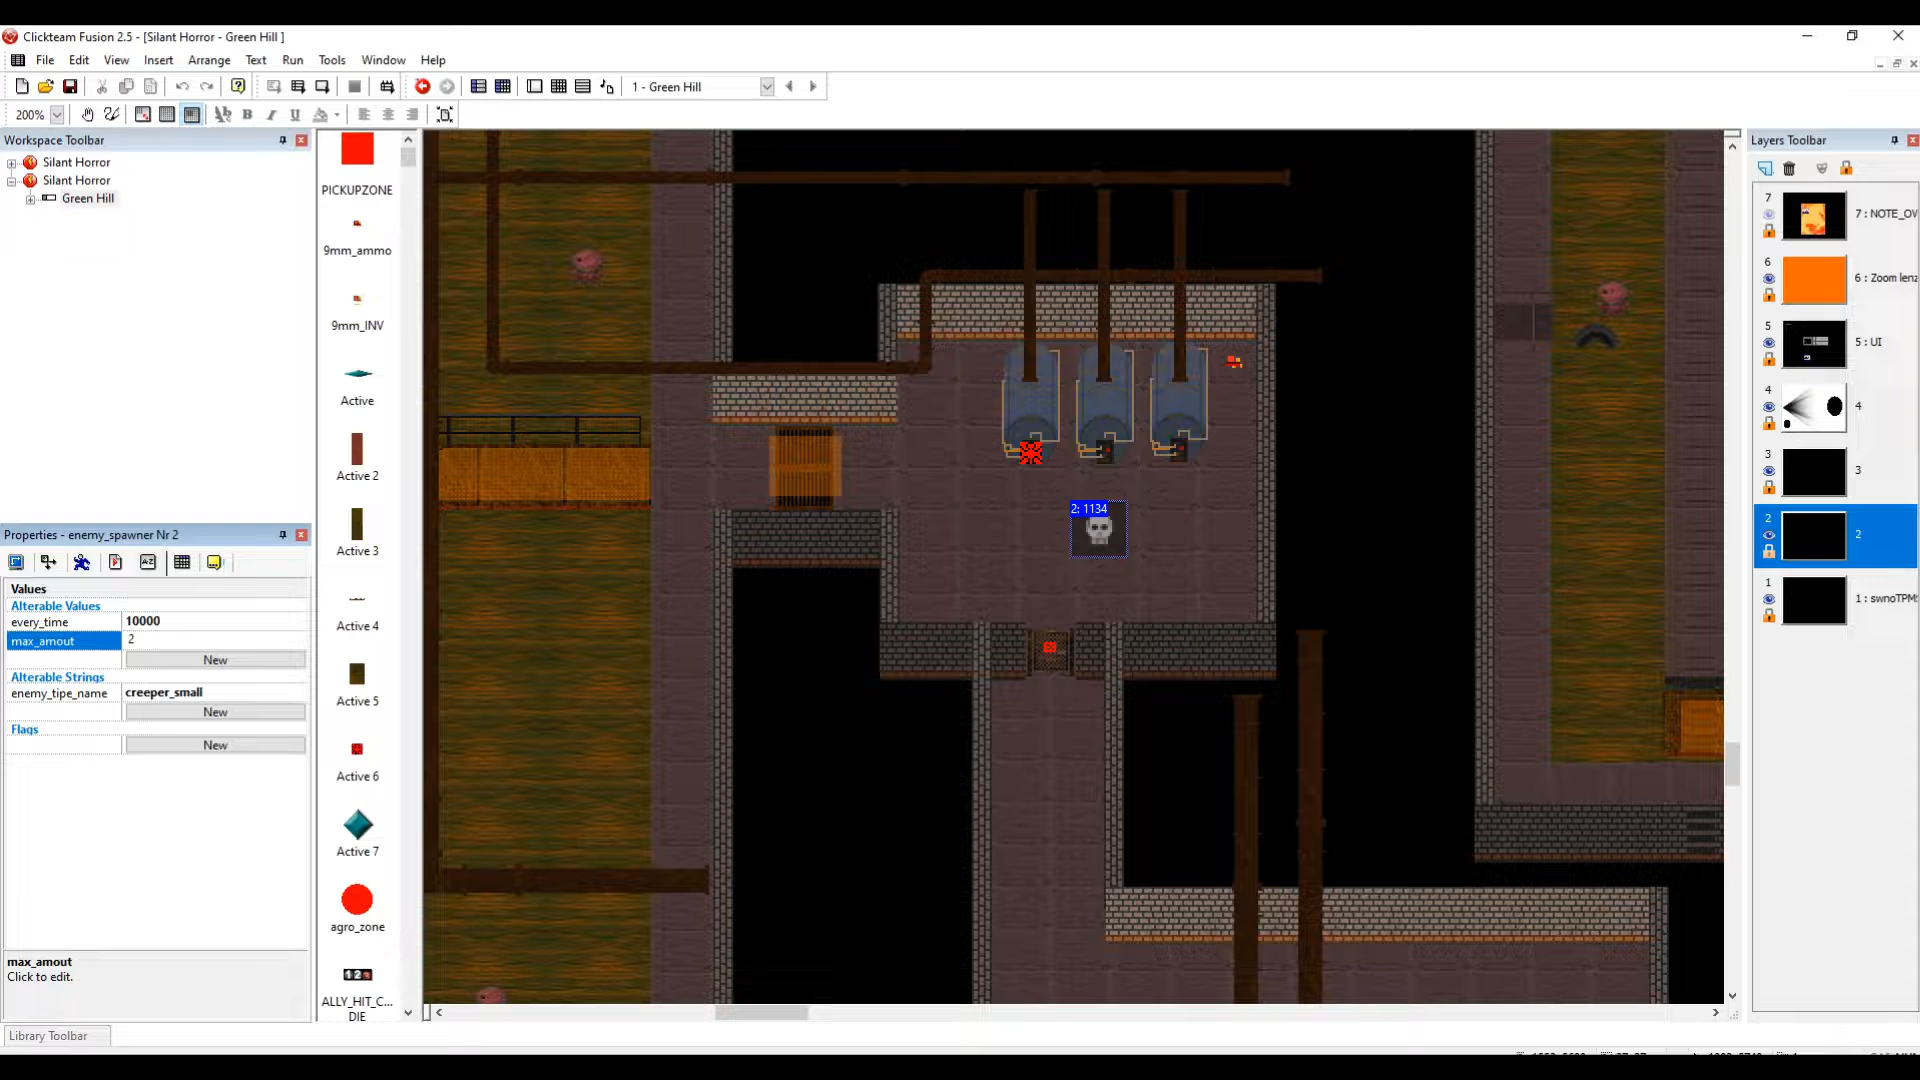 Clickteam Fusion 2.5 - [Silant Horror - Green Hill ]
File Edit View Insert Arrange Text Run Tools Window Help
1 - Green Hill
200%
Workspace Toolbar
Silant Horror
Silant Horror
Green Hill
Properties - enemy_spawner Nr 2
Values
Alterable Values
every_time 10000
max_amout 2
New
Alterable Strings
enemy_tipe_name creeper_small
New
Flags
New
max_amout
Click to edit.
Library Toolbar
PICKUPZONE
9mm_ammo
9mm_INV
Active
Active 2
Active 3
Active 4
Active 5
Active 6
Active 7
agro_zone
ALLY_HIT_C...
DIE
2: 1134
Layers Toolbar
7 7 : NOTE_OV
6 6 : Zoom lenz
5 5 : UI
4 4
3 3
2 2
1 1 : swnoTPMS